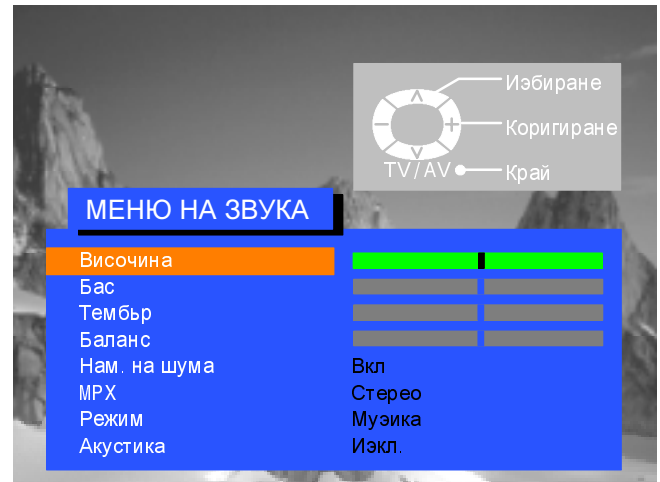 Иэбиране
Коригиране
TV/AV
Край
МЕНЮ НА ЗВУКА
Височина
Бас
Тембьр
Баланс
Нам. на шума Вкл
MPX Стерео
Режим Муэика
Акустика Иэкл.